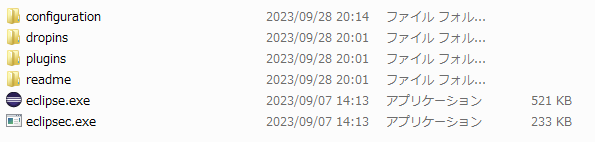 configuration 2023/09/28 20:14 ファイル フォル...
dropins 2023/09/28 20:01 ファイル フォル...
plugins 2023/09/28 20:01 ファイル フォル...
readme 2023/09/28 20:01 ファイル フォル...
eclipse.exe 2023/09/07 14:13 アプリケーション 521 KB
eclipsec.exe 2023/09/07 14:13 アプリケーション 233 KB